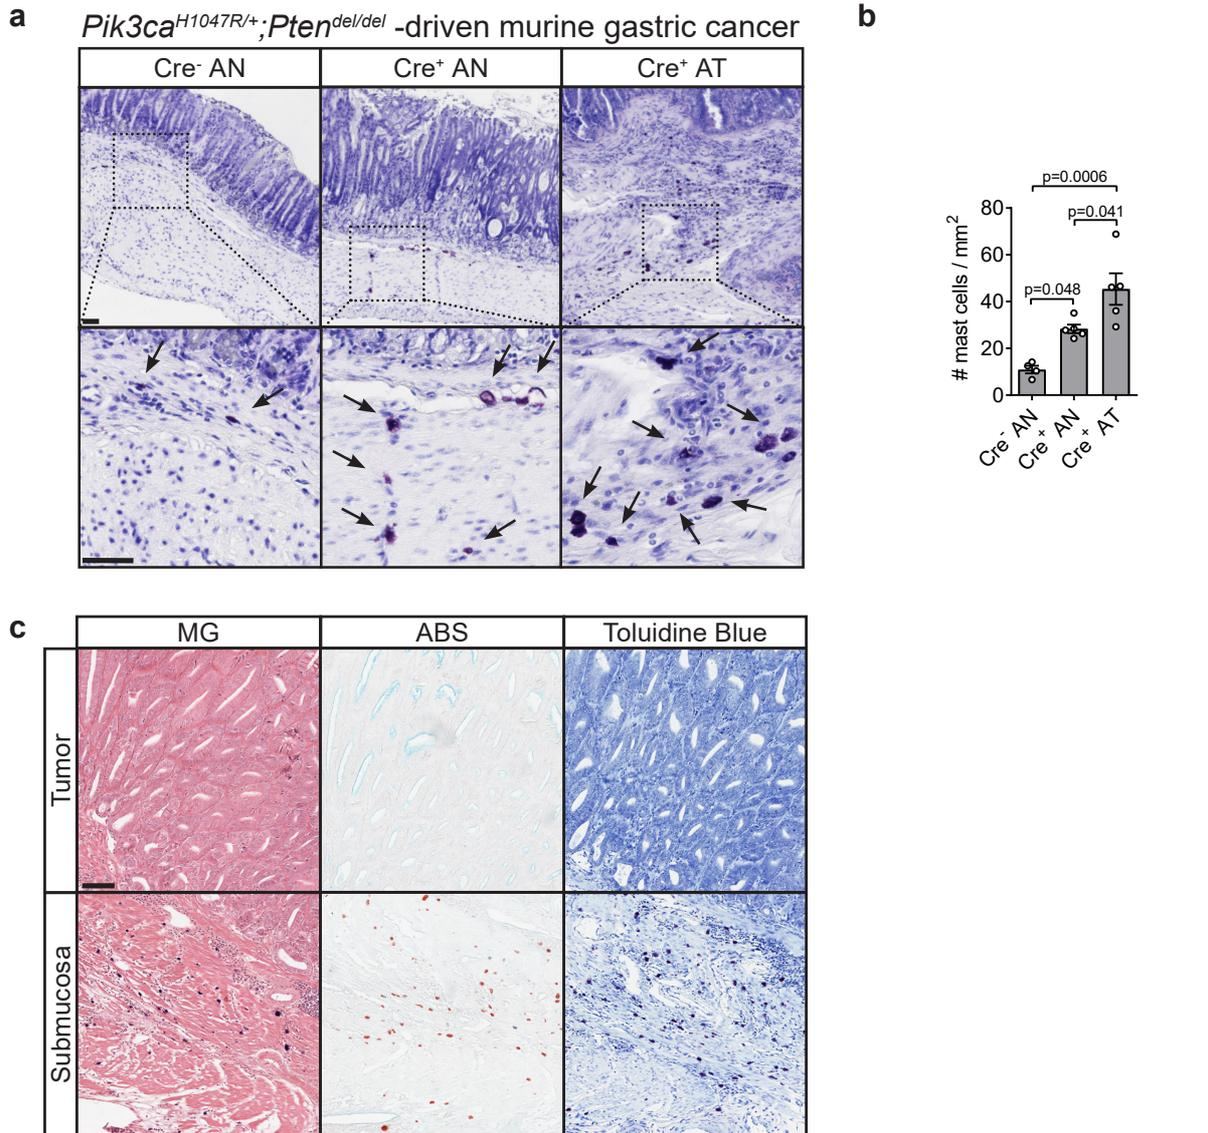 a
Pik3caH1047R/+;Ptendel/del -driven murine gastric cancer
Cre- AN Cre+ AN Cre+ AT
b
p=0.0006
p=0.041
p=0.048
# mast cells / mm2
80
60
40
20
0
Cre- AN
Cre+ AN
Cre+ AT
c
MG ABS Toluidine Blue
Tumor
Submucosa